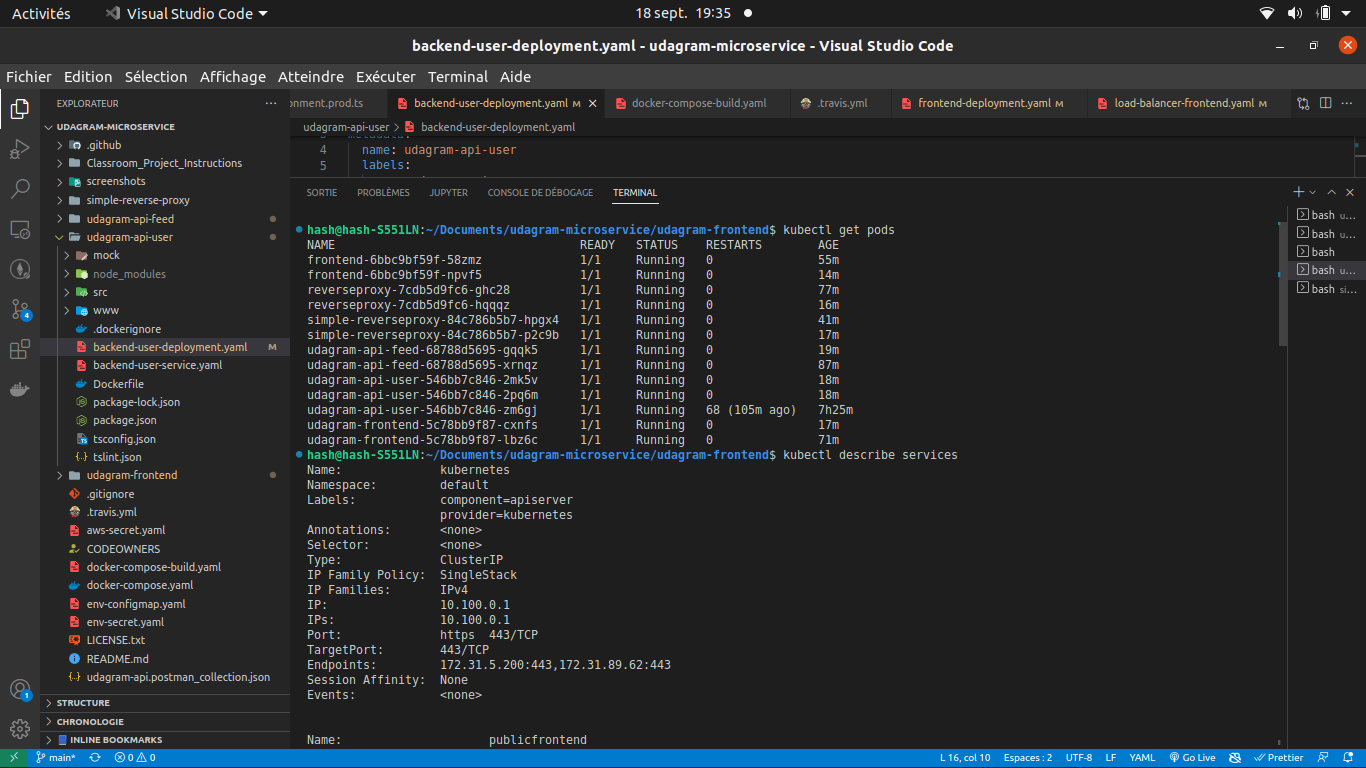 Activités
Visual Studio Code
18 sept. 19:35
backend-user-deployment.yaml - udagram-microservice - Visual Studio Code
Fichier Edition Sélection Affichage Atteindre Exécuter Terminal Aide
EXPLORATEUR
onment.prod.ts
backend-user-deployment.yaml M
docker-compose-build.yaml
.travis.yml
frontend-deployment.yaml M
load-balancer-frontend.yaml M
UDAGRAM-MICROSERVICE
.github
Classroom_Project_Instructions
screenshots
simple-reverse-proxy
udagram-api-feed
udagram-api-user
mock
node_modules
src
www
.dockerignore
backend-user-deployment.yaml M
backend-user-service.yaml
Dockerfile
package-lock.json
package.json
tsconfig.json
tslint.json
udagram-frontend
.gitignore
.travis.yml
aws-secret.yaml
CODEOWNERS
docker-compose-build.yaml
docker-compose.yaml
env-configmap.yaml
env-secret.yaml
LICENSE.txt
README.md
udagram-api.postman_collection.json
STRUCTURE
CHRONOLOGIE
INLINE BOOKMARKS
4
1
udagram-api-user > backend-user-deployment.yaml
4 name: udagram-api-user
5 labels:
SORTIE PROBLÈMES JUPYTER CONSOLE DE DÉBOGAGE TERMINAL
hash@hash-S551LN:~/Documents/udagram-microservice/udagram-frontend$ kubectl get pods
NAME READY STATUS RESTARTS AGE
frontend-6bbc9bf59f-58zmz 1/1 Running 0 55m
frontend-6bbc9bf59f-npvf5 1/1 Running 0 14m
reverseproxy-7cdb5d9fc6-ghc28 1/1 Running 0 77m
reverseproxy-7cdb5d9fc6-hqqqz 1/1 Running 0 16m
simple-reverseproxy-84c786b5b7-hpgx4 1/1 Running 0 41m
simple-reverseproxy-84c786b5b7-p2c9b 1/1 Running 0 17m
udagram-api-feed-68788d5695-gqqk5 1/1 Running 0 19m
udagram-api-feed-68788d5695-xrnqz 1/1 Running 0 87m
udagram-api-user-546bb7c846-2mk5v 1/1 Running 0 18m
udagram-api-user-546bb7c846-2pq6m 1/1 Running 0 18m
udagram-api-user-546bb7c846-zm6gj 1/1 Running 68 (105m ago) 7h25m
udagram-frontend-5c78bb9f87-cxnfs 1/1 Running 0 17m
udagram-frontend-5c78bb9f87-lbz6c 1/1 Running 0 71m
hash@hash-S551LN:~/Documents/udagram-microservice/udagram-frontend$ kubectl describe services
Name: kubernetes
Namespace: default
Labels: component=apiserver
provider=kubernetes
Annotations: <none>
Selector: <none>
Type: ClusterIP
IP Family Policy: SingleStack
IP Families: IPv4
IP: 10.100.0.1
IPs: 10.100.0.1
Port: https 443/TCP
TargetPort: 443/TCP
Endpoints: 172.31.5.200:443,172.31.89.62:443
Session Affinity: None
Events: <none>
Name: publicfrontend
bash u...
bash u...
bash
bash u...
bash si...
main* 0 0
L 16, col 10 Espaces : 2 UTF-8 LF YAML Go Live Prettier